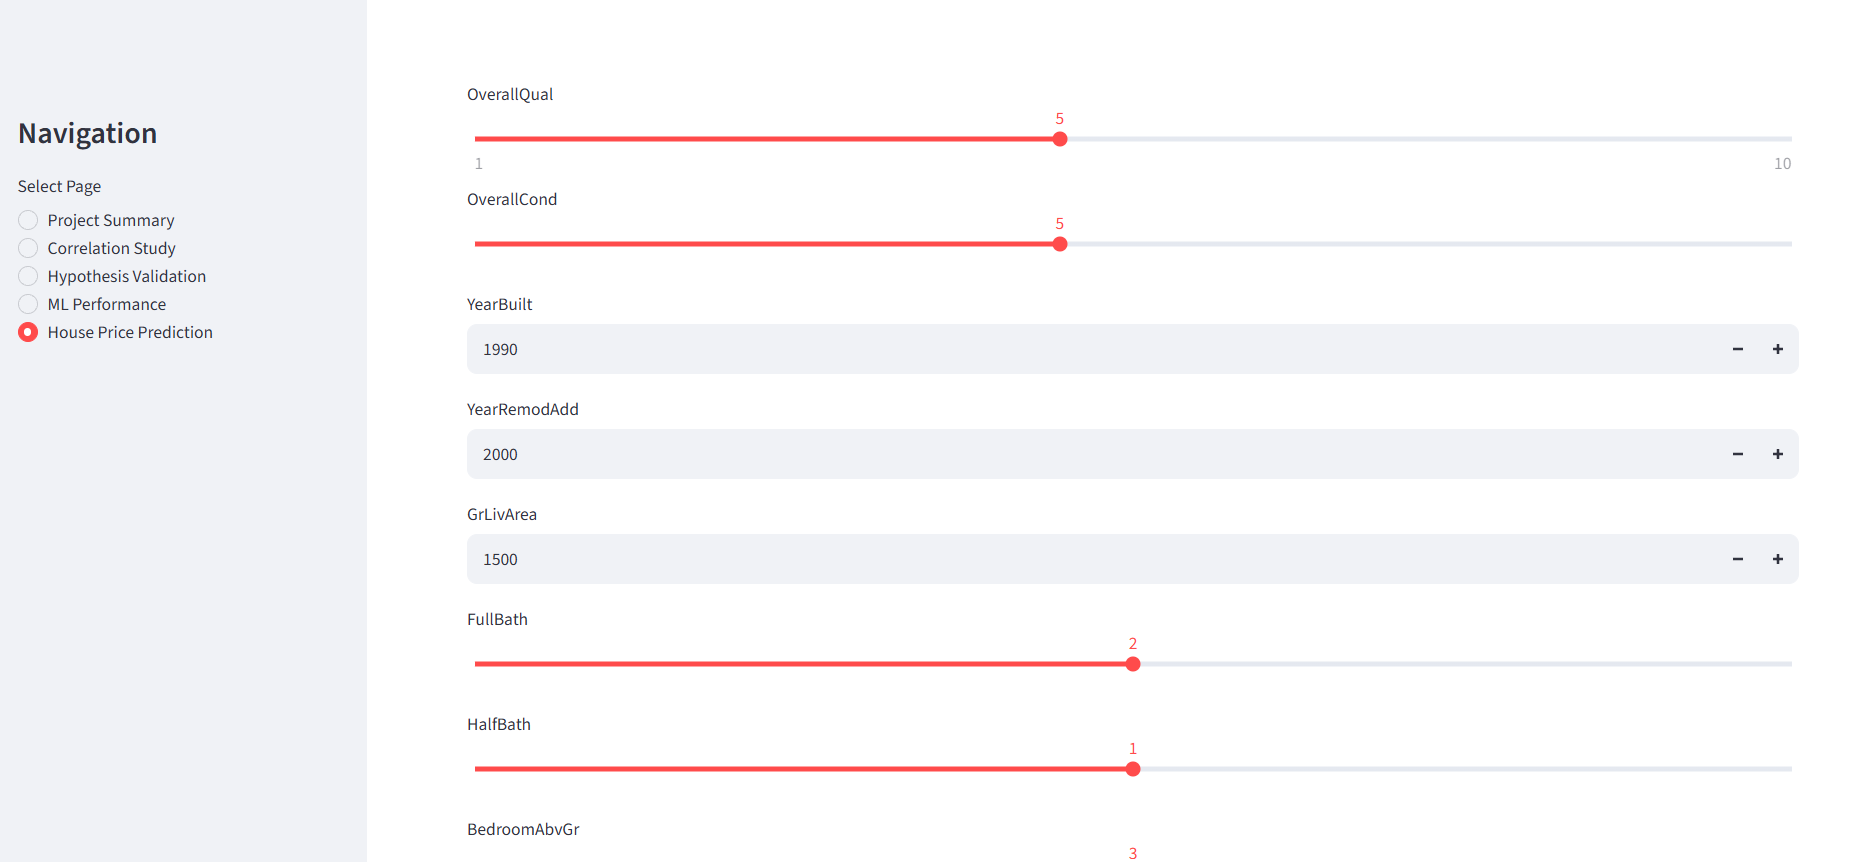 Navigation
Select Page
Project Summary
Correlation Study
Hypothesis Validation
ML Performance
House Price Prediction
OverallQual
5
1 10
OverallCond
5
YearBuilt
1990
YearRemodAdd
2000
GrLivArea
1500
FullBath
2
HalfBath
1
BedroomAbvGr
3